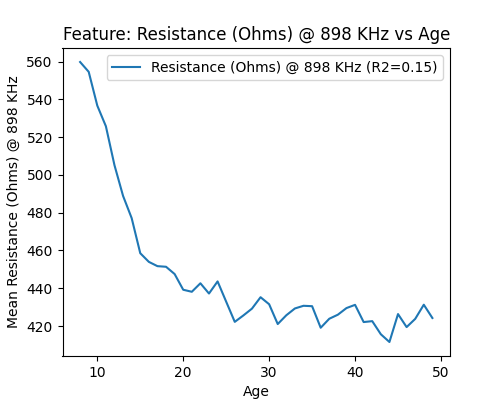 Feature: Resistance (Ohms) @ 898 KHz vs Age
Resistance (Ohms) @ 898 KHz (R2=0.15)
Mean Resistance (Ohms) @ 898 KHz
560
540
520
500
480
460
440
420
10 20 30 40 50
Age